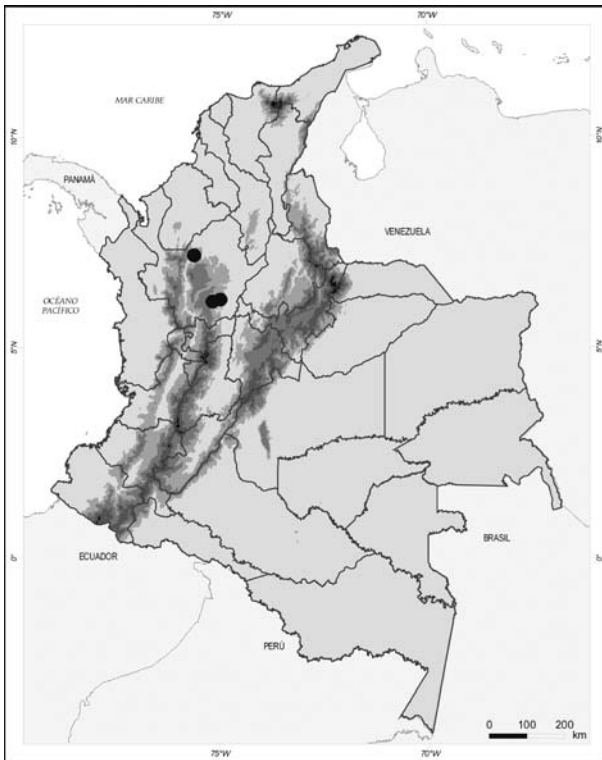 75°W
70°W
MAR CARIBE
10°N
10°N
PANAMÁ
VENEZUELA
OCÉANO
PACÍFICO
5°N
5°N
0°
0°
ECUADOR
BRASIL
PERÚ
0 100 200
km
75°W
70°W